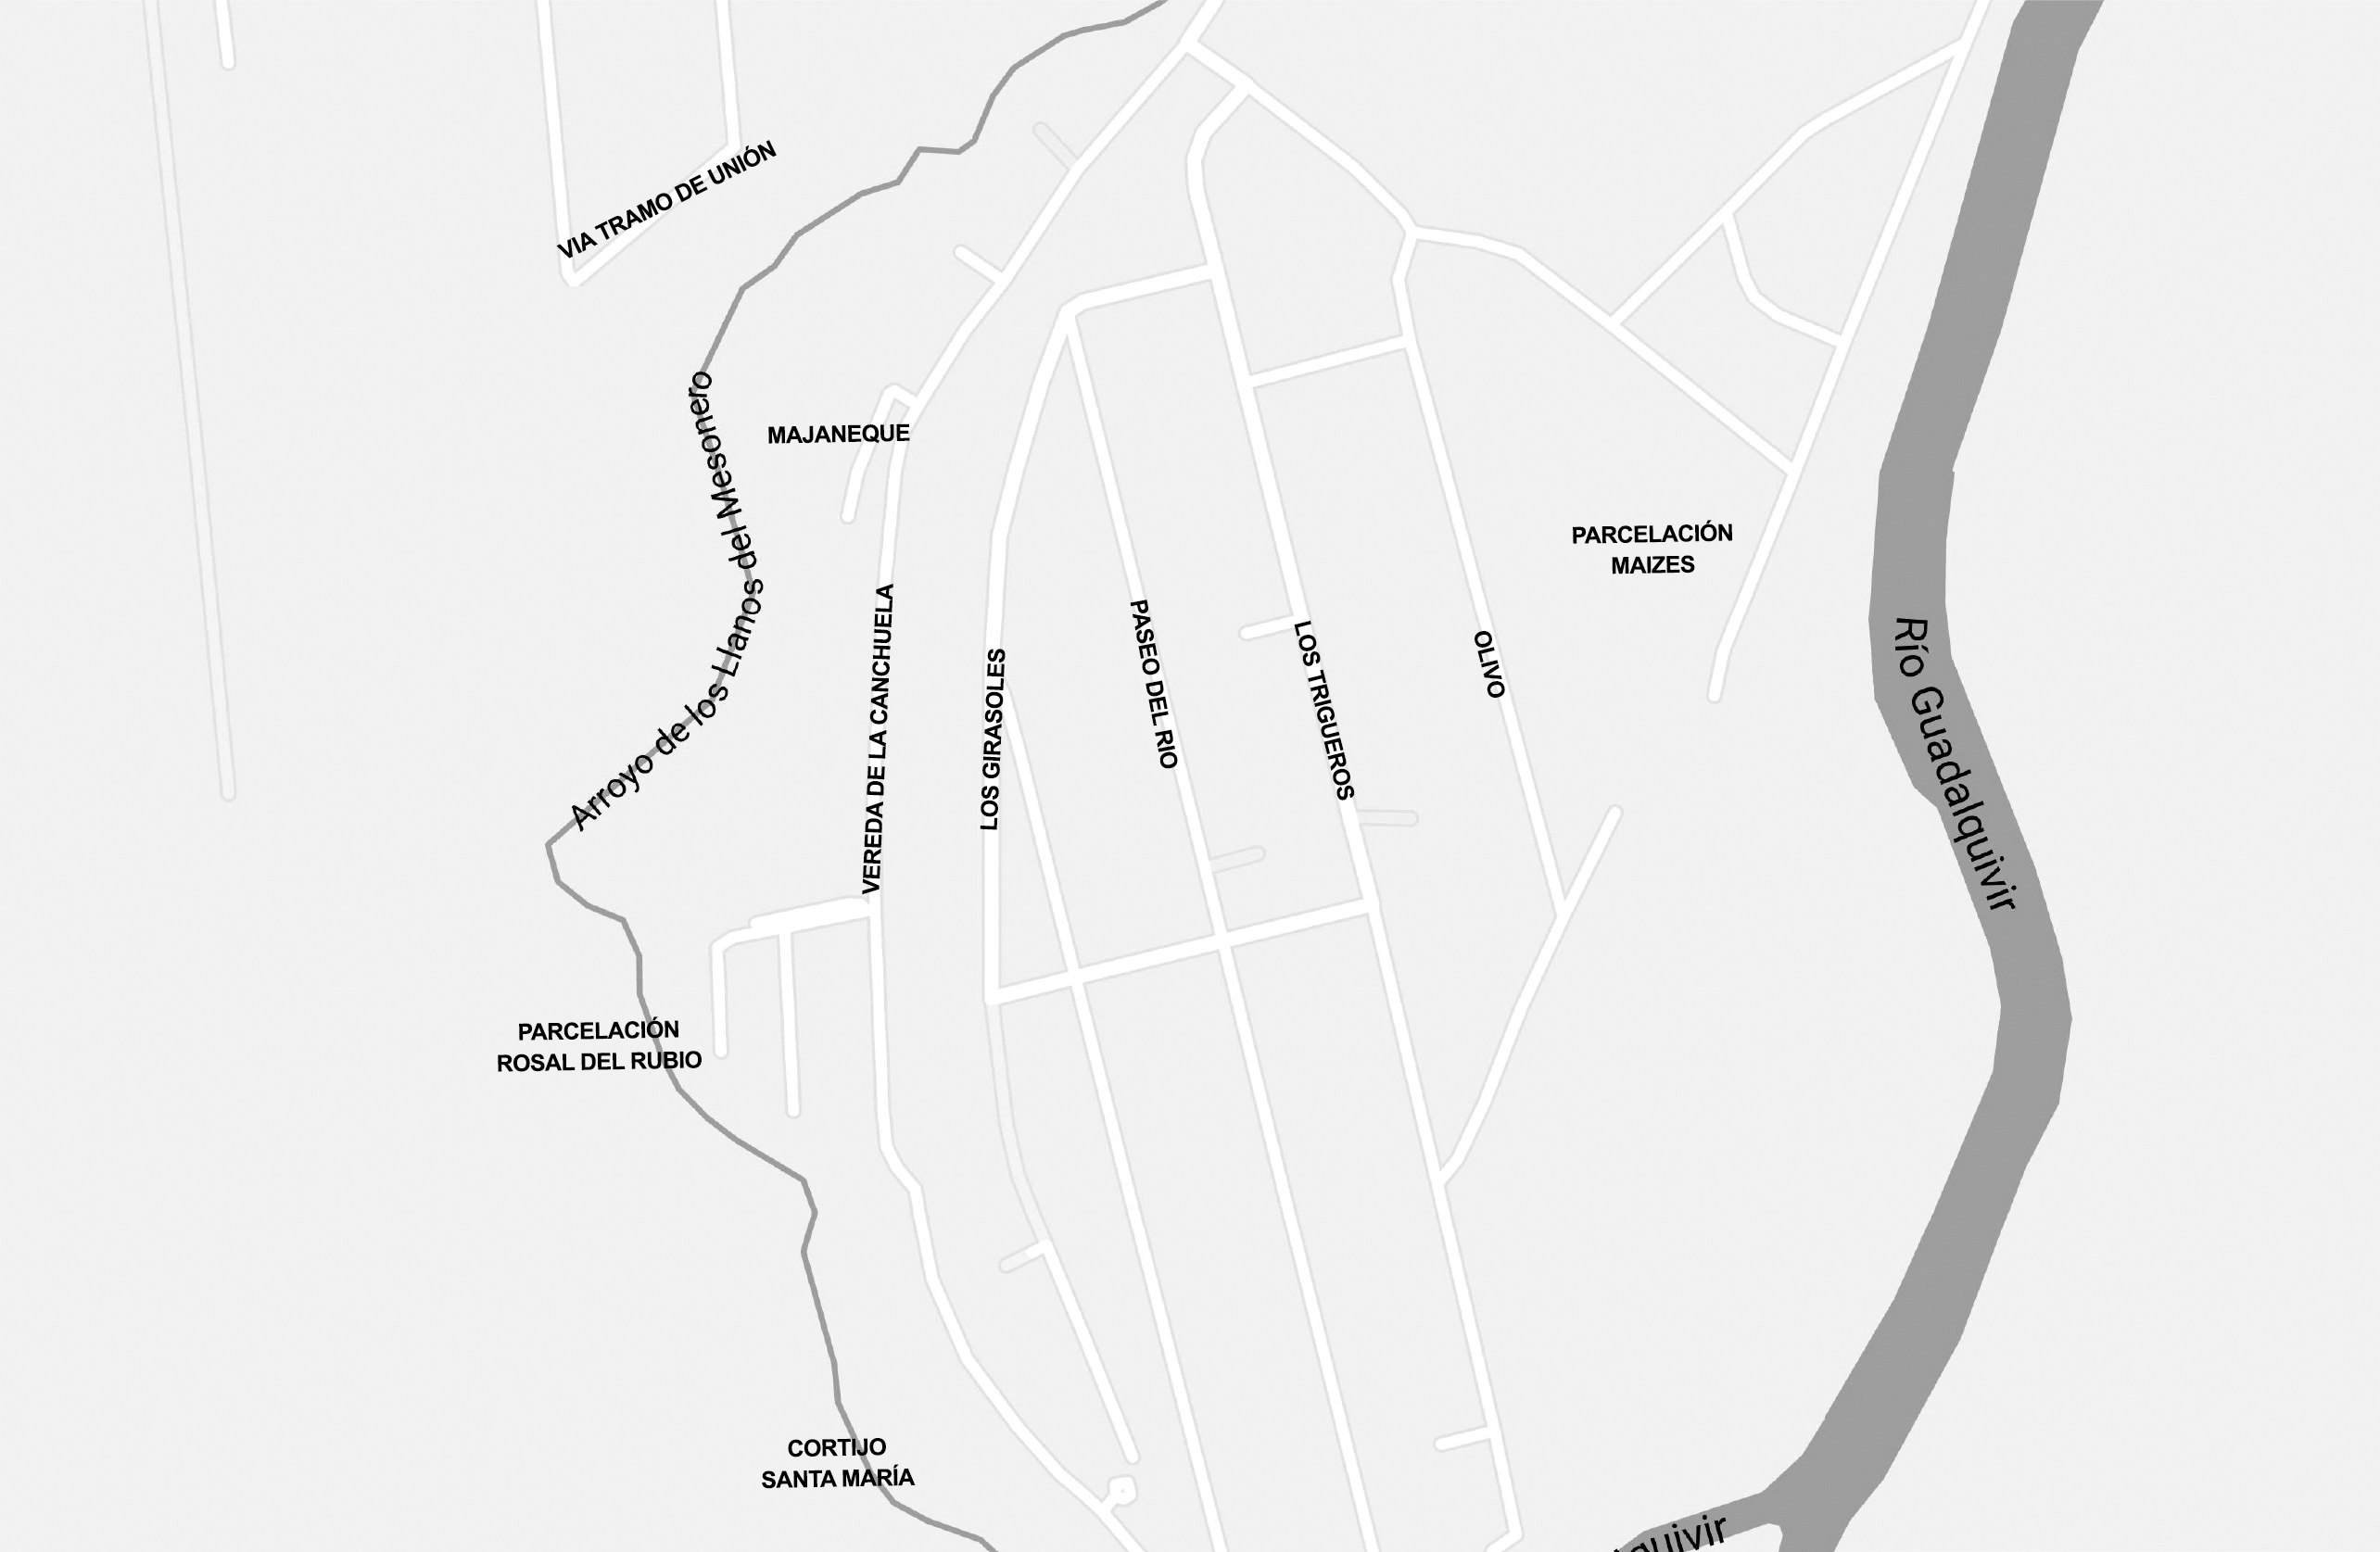 VIA TRAMO DE UNIÓN
Arroyo de los Llanos del Mesonero
MAJANEQUE
PARCELACIÓN
MAIZES
VEREDA DE LA CANCHUELA
LOS GIRASOLES
PASEO DEL RIO
LOS TRIGUEROS
OLIVO
Río Guadalquivir
PARCELACIÓN
ROSAL DEL RUBIO
CORTIJO
SANTA MARÍA